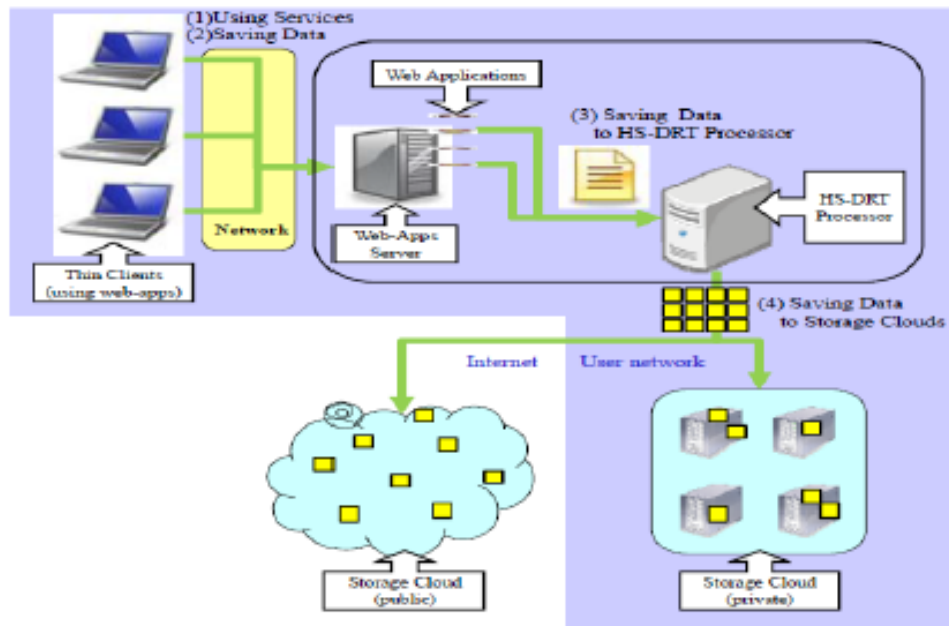 (1)Using Services
(2)Saving Data
Web Applications
(3) Saving Data
to HS-DRT Processor
HS-DRT
Processor
Network
Web-Apps
Server
Thin Clients
(using web-apps)
(4) Saving Data
to Storage Clouds
Internet
User network
Storage Cloud
(public)
Storage Cloud
(private)